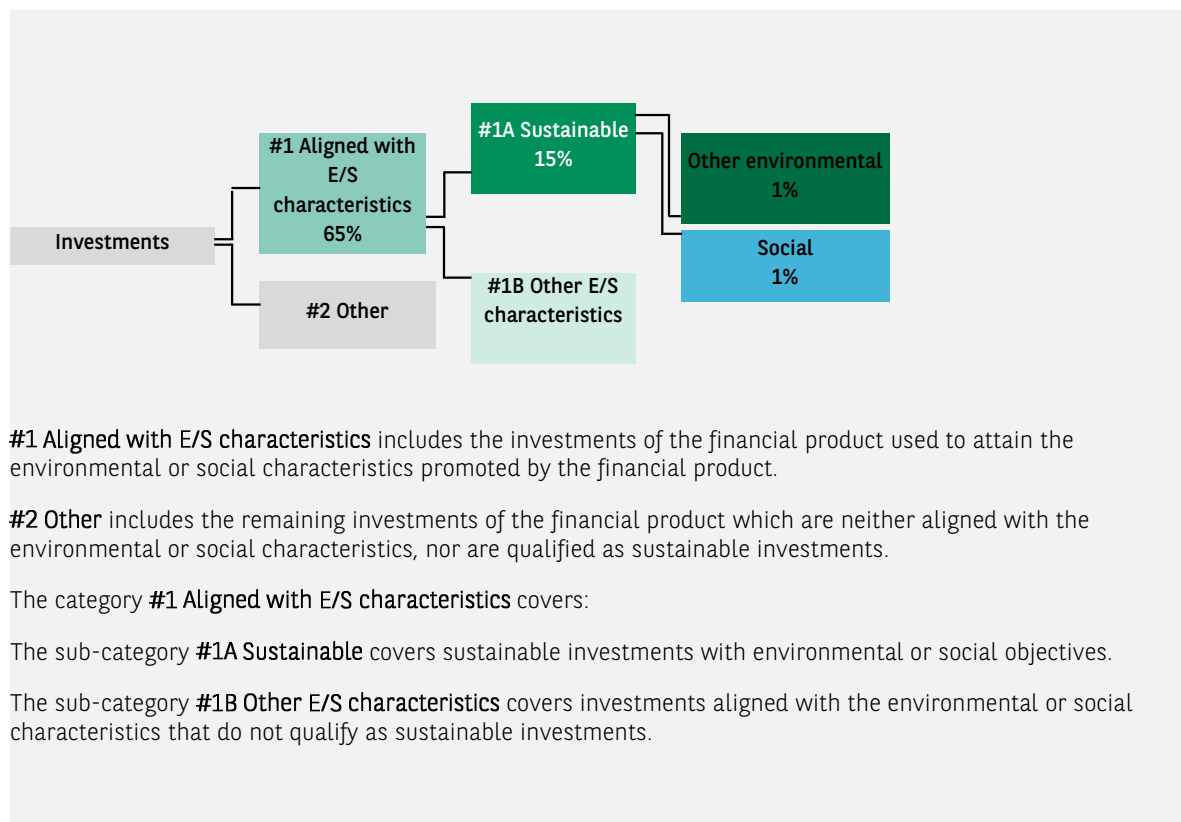 #1A Sustainable
15%
#1 Aligned with
E/S
characteristics
65%
Other environmental
1%
Investments
Social
1%
#2 Other
#1B Other E/S
characteristics
#1 Aligned with E/S characteristics includes the investments of the financial product used to attain the
environmental or social characteristics promoted by the financial product.
#2 Other includes the remaining investments of the financial product which are neither aligned with the
environmental or social characteristics, nor are qualified as sustainable investments.
The category #1 Aligned with E/S characteristics covers:
The sub-category #1A Sustainable covers sustainable investments with environmental or social objectives.
The sub-category #1B Other E/S characteristics covers investments aligned with the environmental or social
characteristics that do not qualify as sustainable investments.